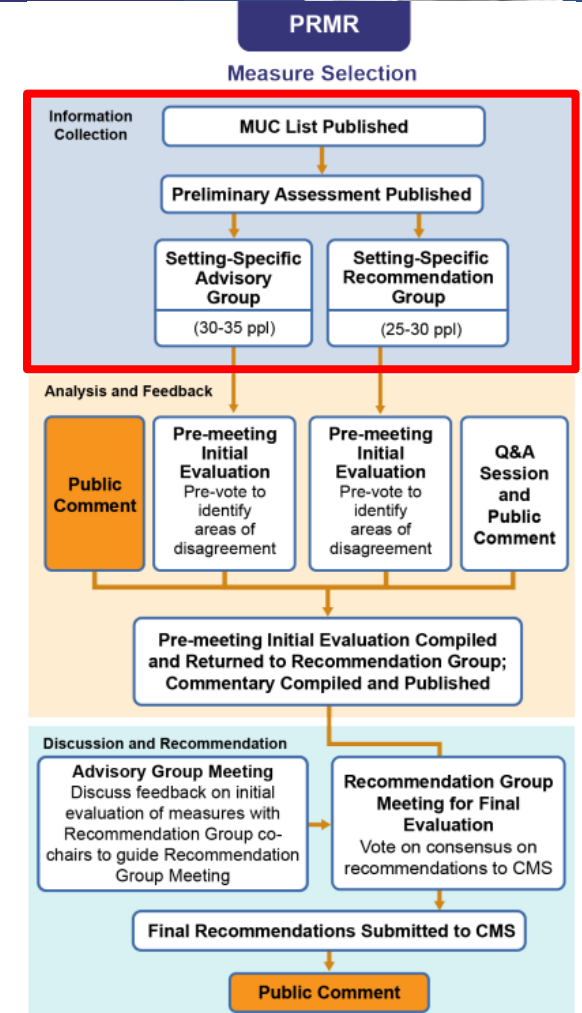 PRMR
Measure Selection
Information
Collection
MUC List Published
Preliminary Assessment Published
Setting-Specific
Advisory
Group
(30-35 ppl)
Setting-Specific
Recommendation
Group
(25-30 ppl)
Analysis and Feedback
Public
Comment
Pre-meeting
Initial
Evaluation
Pre-vote to
identify
areas of
disagreement
Pre-meeting
Initial
Evaluation
Pre-vote to
identify
areas of
disagreement
Q&A
Session
and
Public
Comment
Pre-meeting Initial Evaluation Compiled
and Returned to Recommendation Group;
Commentary Compiled and Published
Discussion and Recommendation
Advisory Group Meeting
Discuss feedback on initial
evaluation of measures with
Recommendation Group co-
chairs to guide Recommendation
Group Meeting
Recommendation Group
Meeting for Final
Evaluation
Vote on consensus on
recommendations to CMS
Final Recommendations Submitted to CMS
Public Comment